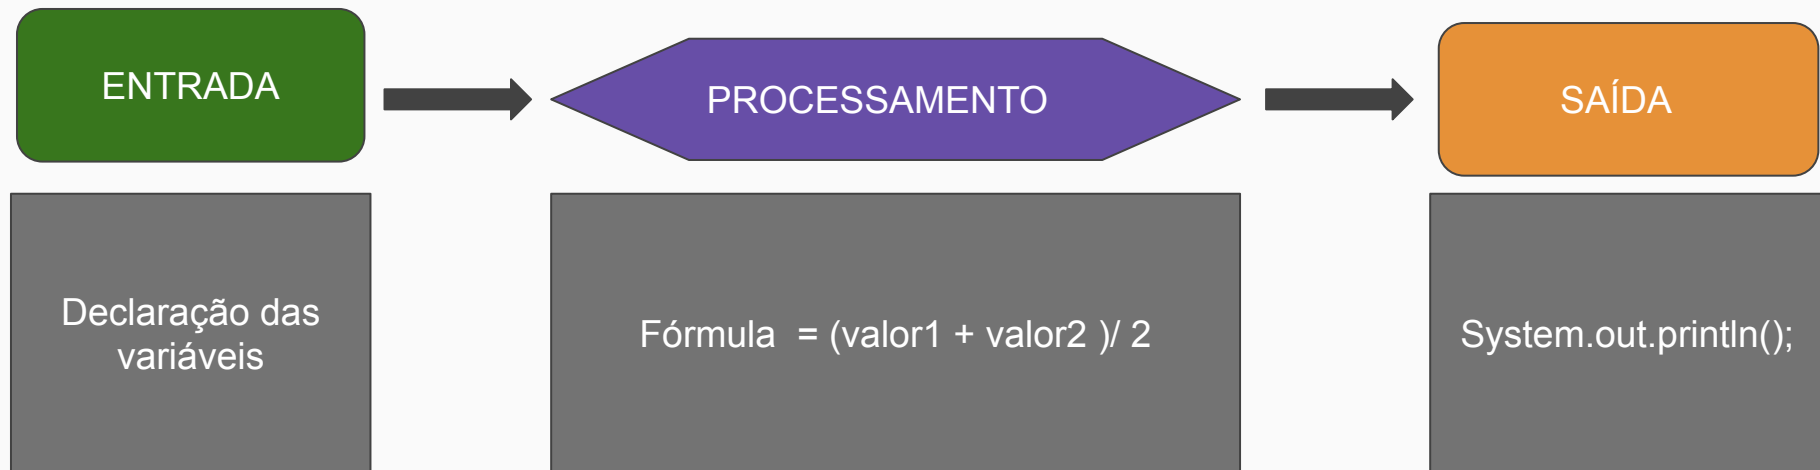 ENTRADA
PROCESSAMENTO
SAÍDA
Declaração das
variáveis
Fórmula  = (valor1 + valor2 )/ 2
System.out.println();